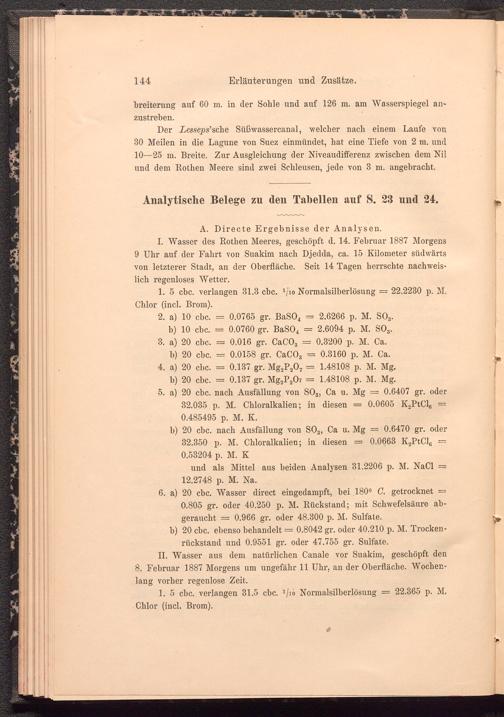 144 Erläuterungen und Zusätze.
breiterung auf 60 m. in der Sohle und auf 126 m. am Wasserspiegel an-
zustreben.
Der Lesseps'sche Süßwassercanal, welcher nach einem Laufe von
30 Meilen in die Lagune von Suez einmündet, hat eine Tiefe von 2 m. und
10—25 m. Breite. Zur Ausgleichung der Niveaudifferenz zwischen dem Nil
und dem Rothen Meere sind zwei Schleusen, jede von 3 m. angebracht.
Analytische Belege zu den Tabellen auf S. 23 und 24.
A. Directe Ergebnisse der Analysen.
I. Wasser des Rothen Meeres, geschöpft d. 14. Februar 1887 Morgens
9 Uhr auf der Fahrt von Suakim nach Djedda, ca. 15 Kilometer südwärts
von letzterer Stadt, an der Oberfläche. Seit 14 Tagen herrschte nachweis-
lich regenloses Wetter.
1. 5 cbc. verlangen 31.3 cbc. 1/10 Normalsilberlösung = 22.2230 p. M.
Chlor (incl. Brom).
2. a) 10 cbc. = 0.0765 gr. BaSO₄ = 2.6266 p. M. SO₃.
b) 10 cbc. = 0.0760 gr. BaSO₄ = 2.6094 p. M. SO₃.
3. a) 20 cbc. = 0.016 gr. CaCO₃ = 0.3200 p. M. Ca.
b) 20 cbc. = 0.0158 gr. CaCO₃ = 0.3160 p. M. Ca.
4. a) 20 cbc. = 0.137 gr. Mg₂P₂O₇ = 1.48108 p. M. Mg.
b) 20 cbc. = 0.137 gr. Mg₂P₂O₇ = 1.48108 p. M. Mg.
5. a) 20 cbc. nach Ausfällung von SO₃, Ca u. Mg = 0.6407 gr. oder
32.035 p. M. Chloralkalien; in diesen = 0.0605 K₂PtCl₆ =
0.485495 p. M. K.
b) 20 cbc. nach Ausfällung von SO₃, Ca u. Mg = 0.6470 gr. oder
32.350 p. M. Chloralkalien; in diesen = 0.0663 K₂PtCl₆ =
0.53204 p. M. K
und als Mittel aus beiden Analysen 31.2206 p. M. NaCl =
12.2748 p. M. Na.
6. a) 20 cbc. Wasser direct eingedampft, bei 180° C. getrocknet =
0.805 gr. oder 40.250 p. M. Rückstand; mit Schwefelsäure ab-
geraucht = 0.966 gr. oder 48.300 p. M. Sulfate.
b) 20 cbc. ebenso behandelt = 0.8042 gr. oder 40.210 p. M. Trocken-
rückstand und 0.9551 gr. oder 47.755 gr. Sulfate.
II. Wasser aus dem natürlichen Canale vor Suakim, geschöpft den
8. Februar 1887 Morgens um ungefähr 11 Uhr, an der Oberfläche. Wochen-
lang vorher regenlose Zeit.
1. 5 cbc. verlangen 31.5 cbc. 1/10 Normalsilberlösung = 22.365 p. M.
Chlor (incl. Brom).